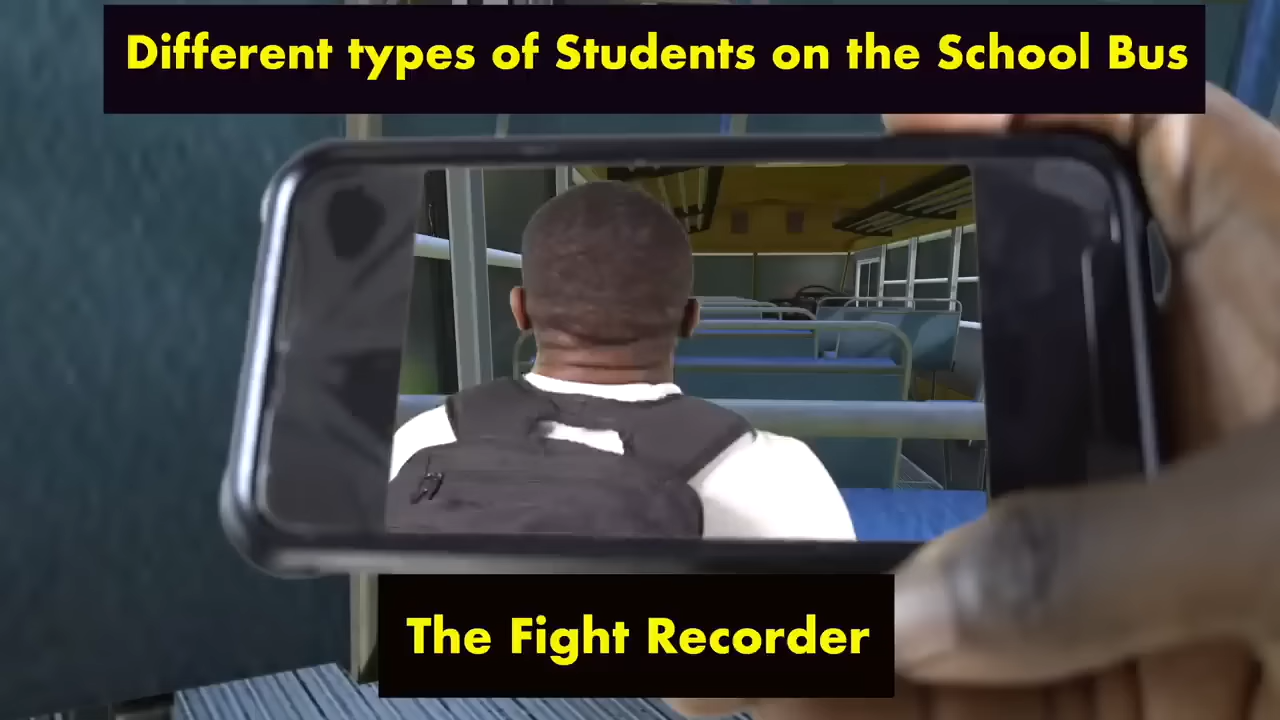 Different types of Students on the School Bus
The Fight Recorder